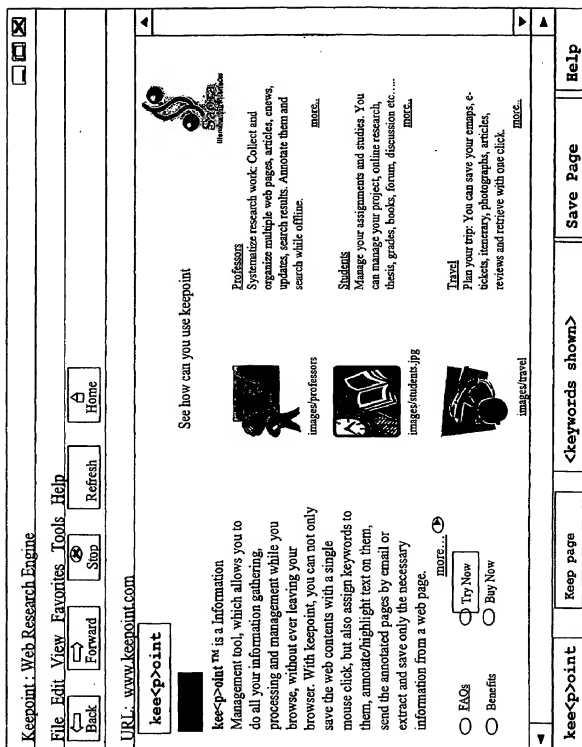 Keepoint : Web Research Engine
File Edit View Favorites Tools Help
Back
Forward
Stop
Refresh
Home
URL: www.keepoint.com
kee<p>oint
kee<p>oint™ is a Information
Management tool, which allows you to
do all your information gathering,
processing and management while you
browse, without ever leaving your
browser. With keepoint, you can not only
save the web contents with a single
mouse click, but also assign keywords to
them, annotate/highlight text on them,
send the annotated pages by email or
extract and save only the necessary
information from a web page.
more...
FAQs
Try Now
Benefits
Buy Now
See how can you use keepoint
images/professors
Professors
Systematize research work: Collect and
organize multiple web pages, articles, enews,
updates, search results. Annotate them and
search while offline.
more..
images/students.jpg
Students
Manage your assignments and studies. You
can manage your project, online research,
thesis, grades, books, forum, discussion etc.....
more..
images/travel
Travel
Plan your trip: You can save your emaps, e-
tickets, itenerary, photographs, articles,
reviews and retrieve with one click.
more..
kee<p>oint
Keep page
<keywords shown>
Save Page
Help